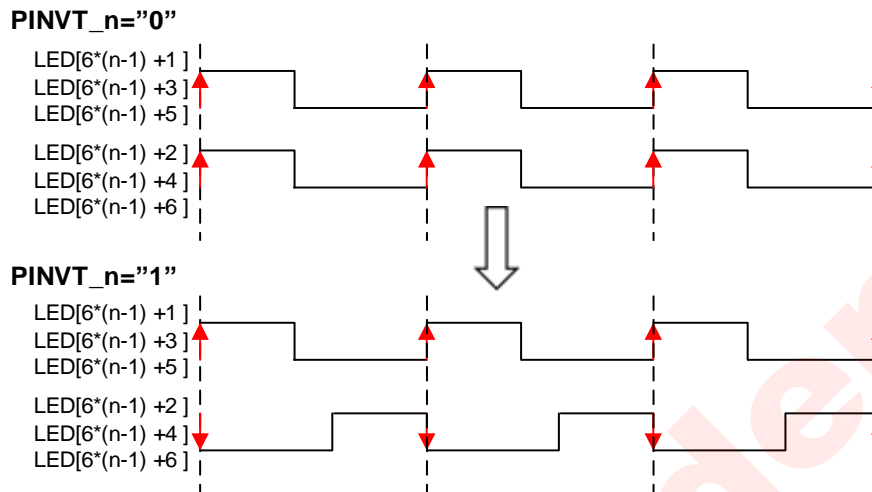 PINVT_n=”0”
LED[6*(n-1) +1 ]
LED[6*(n-1) +3 ]
LED[6*(n-1) +5 ]
LED[6*(n-1) +2 ]
LED[6*(n-1) +4 ]
LED[6*(n-1) +6 ]
PINVT_n=”1”
LED[6*(n-1) +1 ]
LED[6*(n-1) +3 ]
LED[6*(n-1) +5 ]
LED[6*(n-1) +2 ]
LED[6*(n-1) +4 ]
LED[6*(n-1) +6 ]